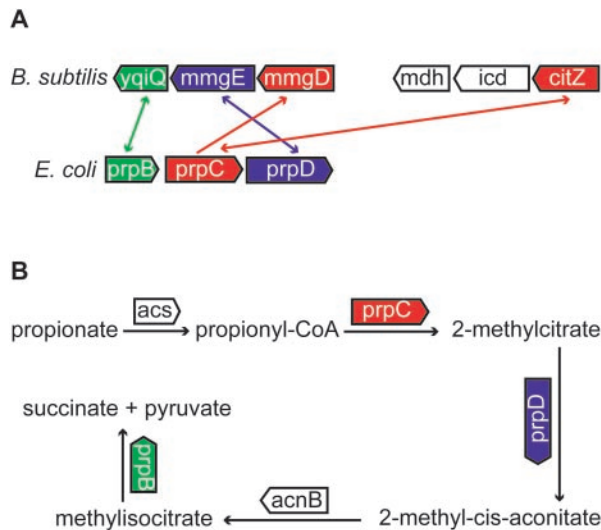 A
B. subtilis yqiQ mmgE mmgD mdh icd citZ
E. coli prpB prpC prpD
B
acs prpC
propionate propionyl-CoA 2-methylcitrate
prpD
succinate + pyruvate
prpB
acnB
methylisocitrate 2-methyl-cis-aconitate